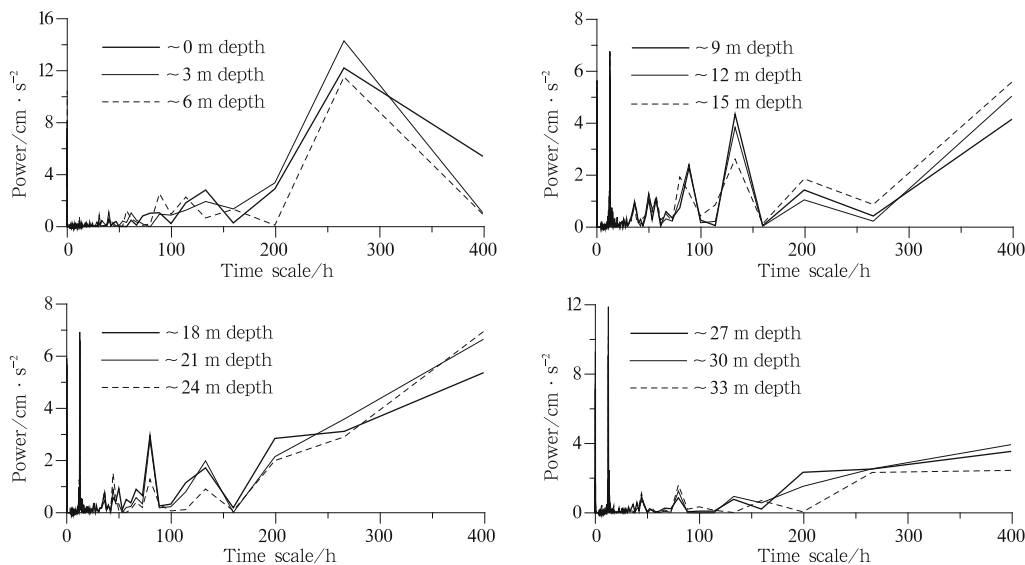 16
12
8
4
0
Power/cm · s⁻²
~0 m depth
~3 m depth
~6 m depth
0 100 200 300 400
Time scale/h
8
6
4
2
0
Power/cm · s⁻²
~9 m depth
~12 m depth
~15 m depth
0 100 200 300 400
Time scale/h
8
6
4
2
0
Power/cm · s⁻²
~18 m depth
~21 m depth
~24 m depth
0 100 200 300 400
Time scale/h
12
8
4
0
Power/cm · s⁻²
~27 m depth
~30 m depth
~33 m depth
0 100 200 300 400
Time scale/h